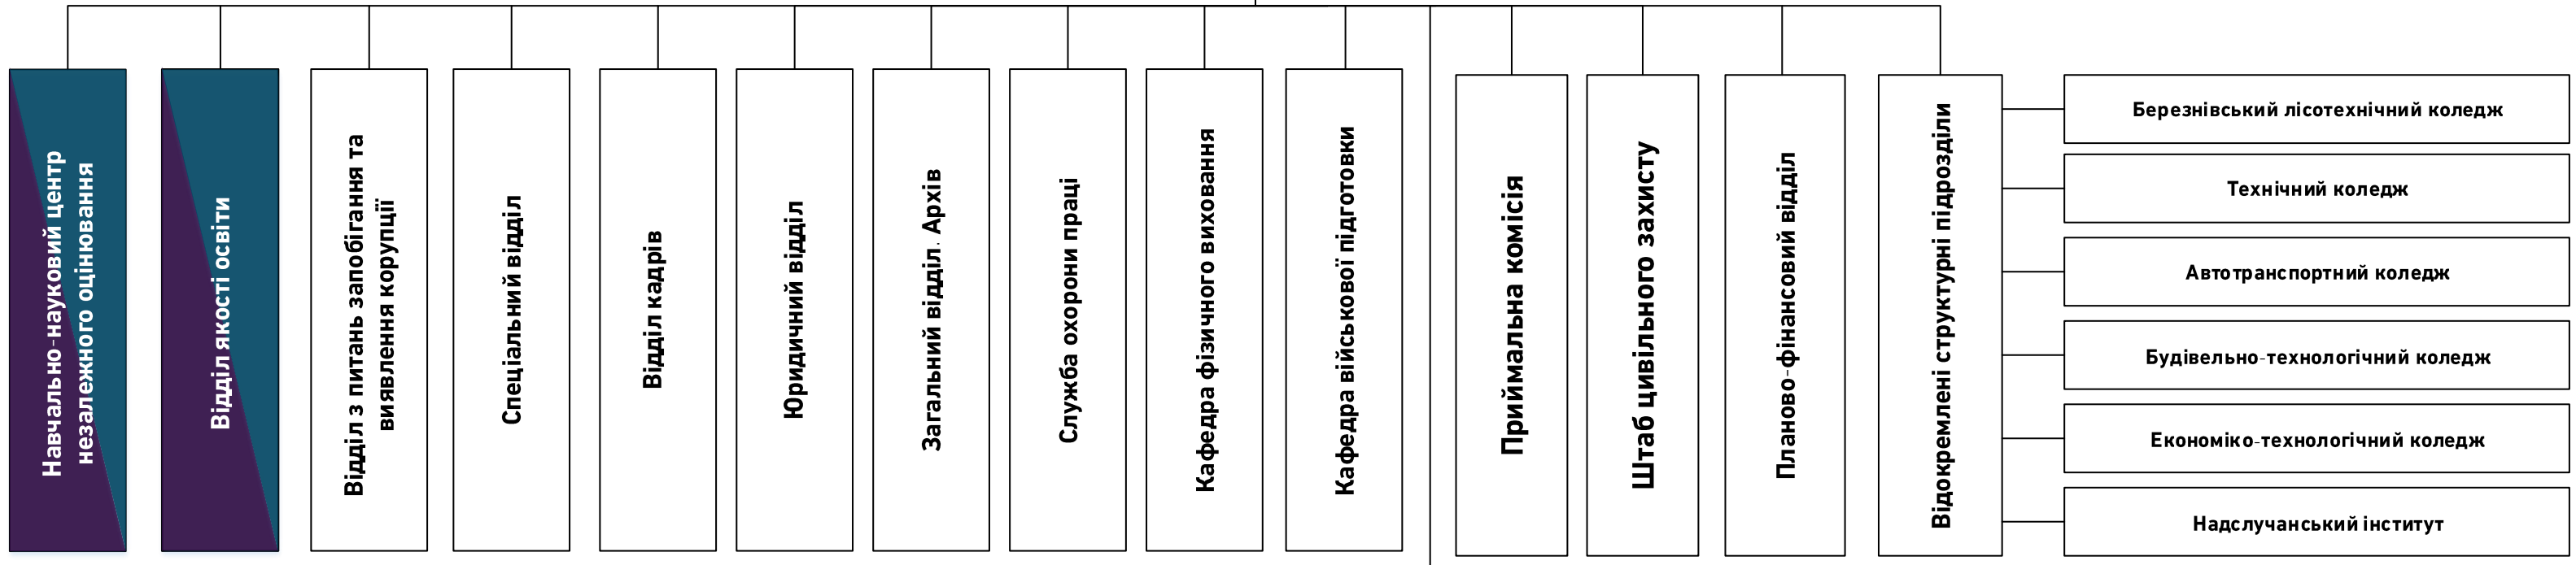 Навчально-науковий центр
незалежного оцінювання
Відділ якості освіти
Відділ з питань запобігання та
виявлення корупції
Спеціальний відділ
Відділ кадрів
Юридичний відділ
Загальний відділ. Архів
Служба охорони праці
Кафедра фізичного виховання
Кафедра військової підготовки
Приймальна комісія
Штаб цивільного захисту
Планово-фінансовий відділ
Відокремлені структурні підрозділи
Березнівський лісотехнічний коледж
Технічний коледж
Автотранспортний коледж
Будівельно-технологічний коледж
Економіко-технологічний коледж
Надслучанський інститут